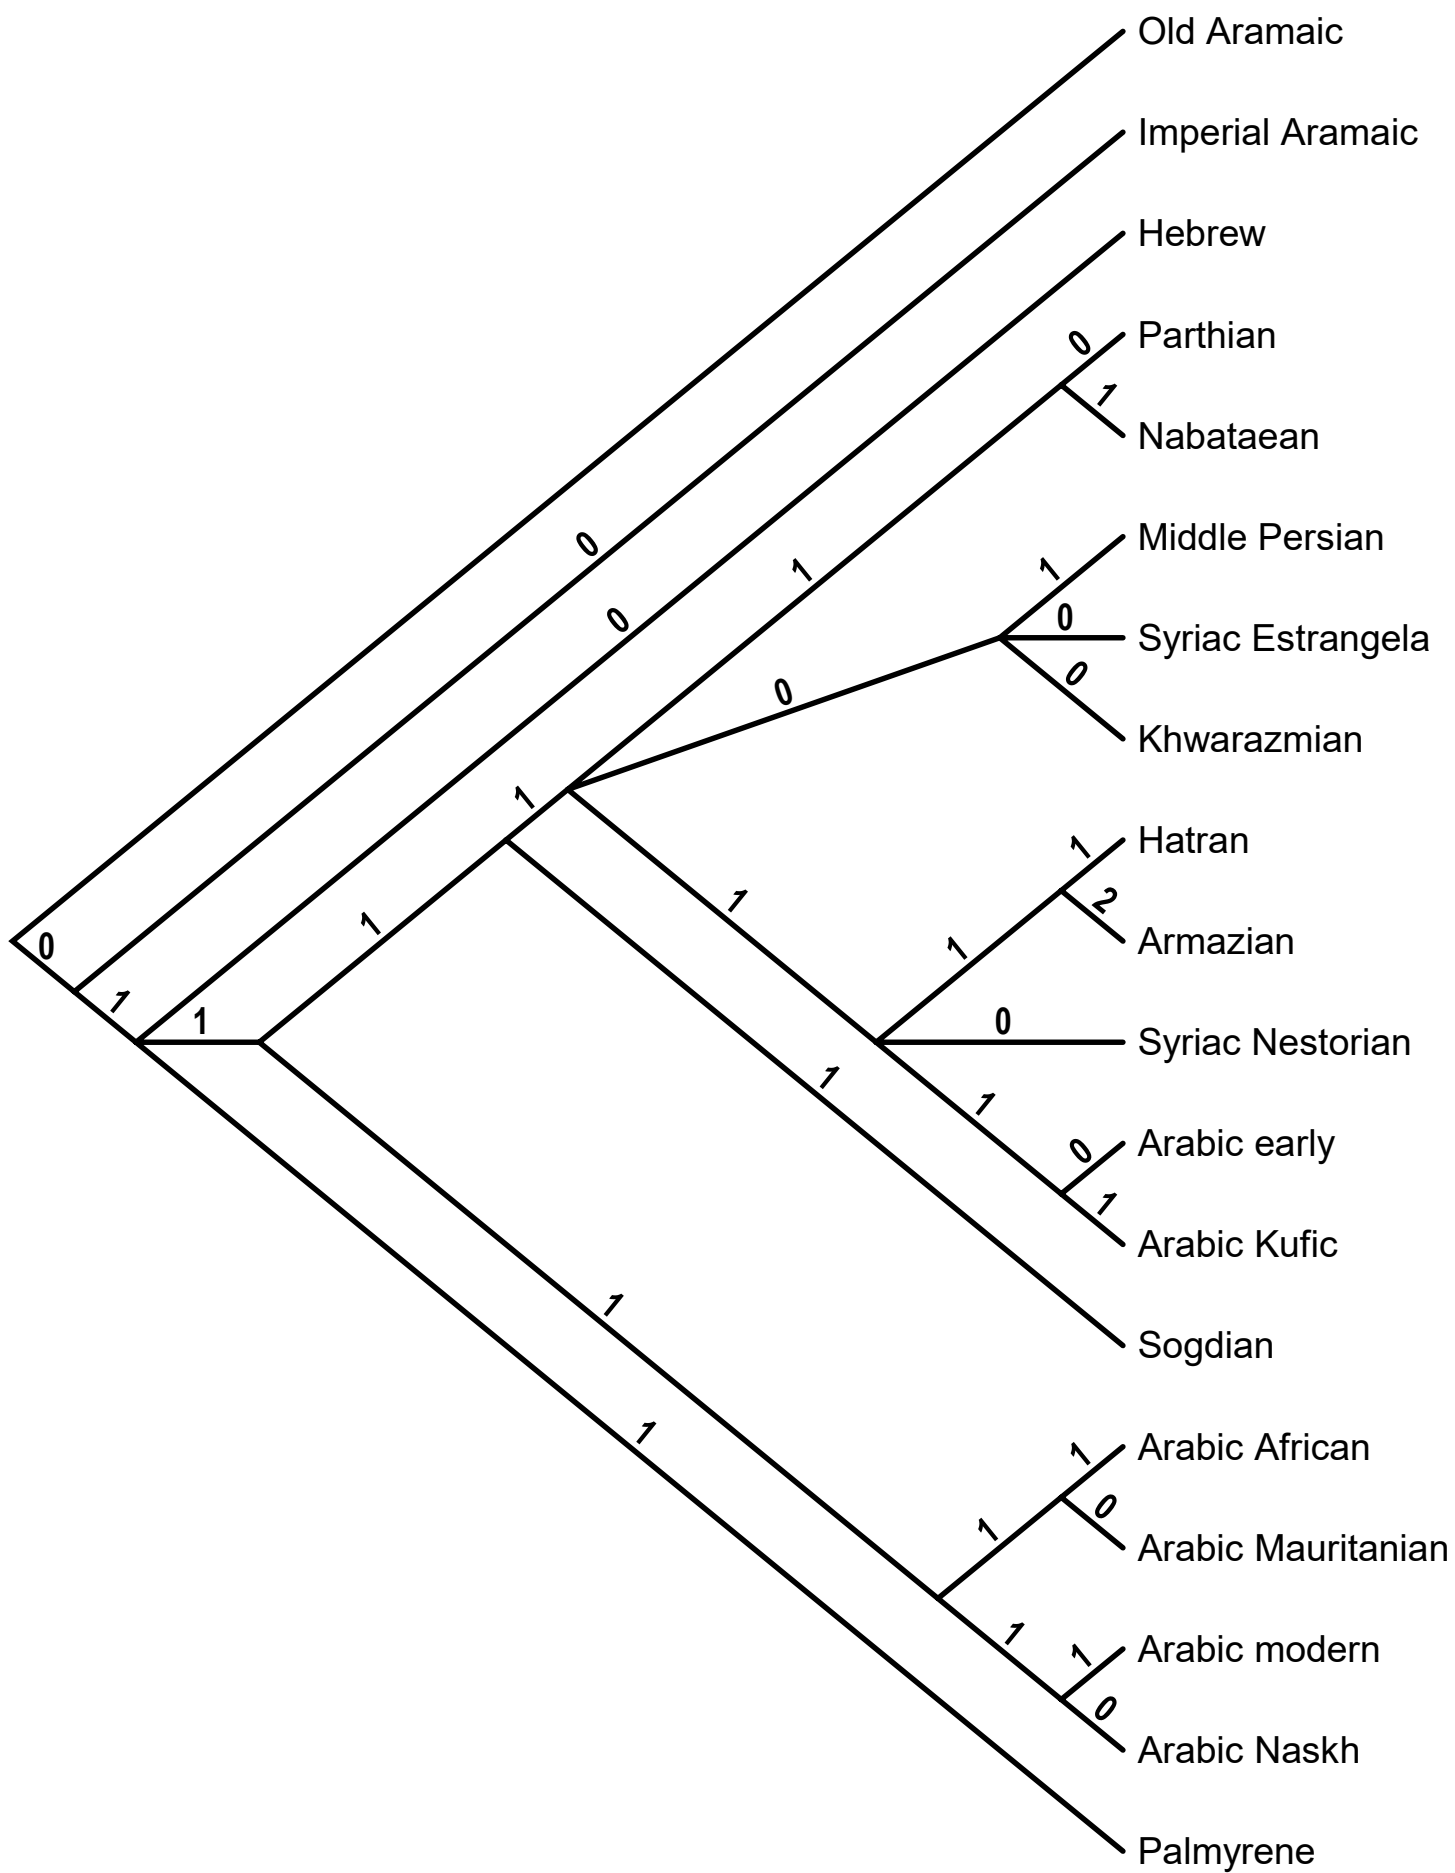 Old Aramaic
Imperial Aramaic
Hebrew
0 Parthian
1
Nabataean
0
1
Middle Persian
1
0
0
Syriac Estrangela
0
0
Khwarazmian
1
1
Hatran
1
2
1
0
1
Armazian
1
1
0
Syriac Nestorian
1
1
0
Arabic early
1
Arabic Kufic
1
Sogdian
1
1
Arabic African
0
1
Arabic Mauritanian
1
1
Arabic modern
0
Arabic Naskh
Palmyrene